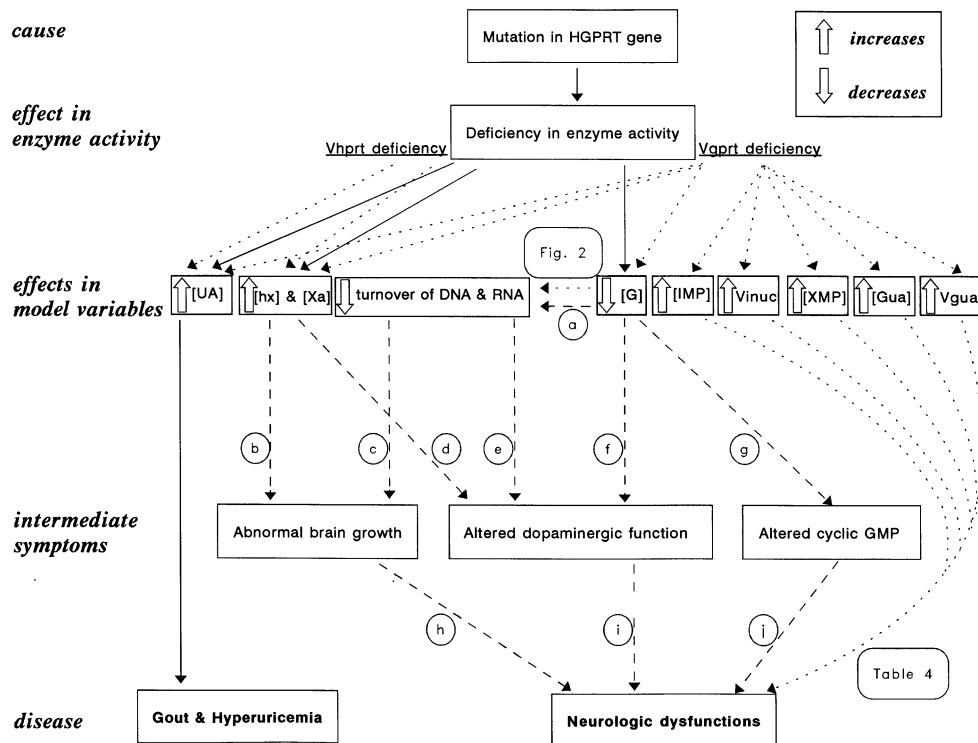 cause
Mutation in HGPRT gene
increases
decreases
effect in
enzyme activity
Deficiency in enzyme activity
Vhprt deficiency
Vgprt deficiency
Fig. 2
effects in
model variables
[UA]
[hx] & [Xa]
turnover of DNA & RNA
[G]
[IMP]
Vinuc
[XMP]
[Gua]
Vgua
a
b
c
d
e
f
g
intermediate
symptoms
Abnormal brain growth
Altered dopaminergic function
Altered cyclic GMP
h
i
j
Table 4
disease
Gout & Hyperuricemia
Neurologic dysfunctions